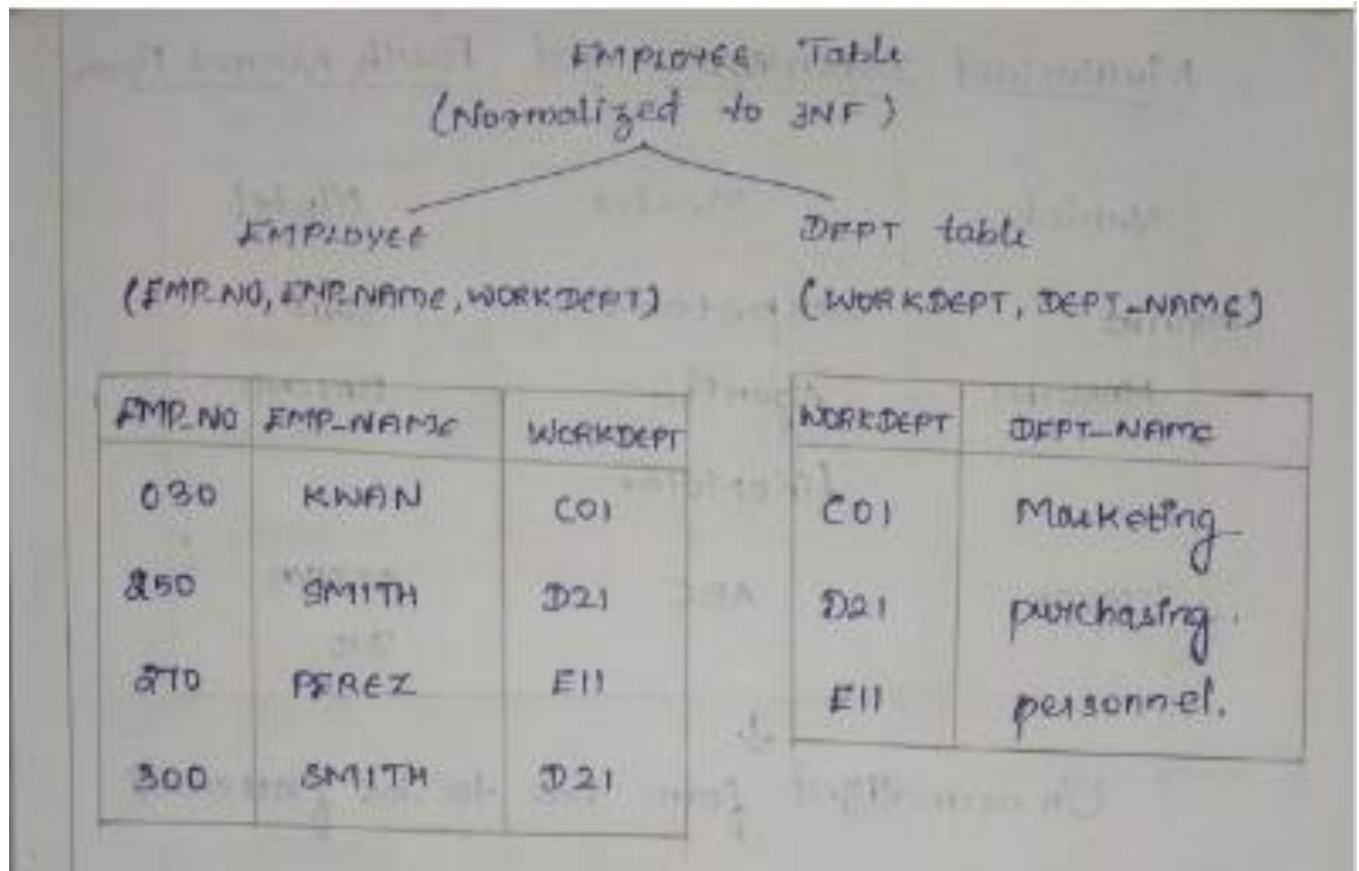 EMPLOYEE Table
(Normalized to 3NF)
EMPLOYEE
DEPT table
(EMP_NO, EMP_NAME, WORKDEPT)
(WORKDEPT, DEPT_NAME)
EMP_NO EMP_NAME WORKDEPT
030 KWAN C01
250 SMITH D21
270 PEREZ E11
300 SMITH D21
WORKDEPT DEPT_NAME
C01 Marketing
D21 purchasing.
E11 personnel.